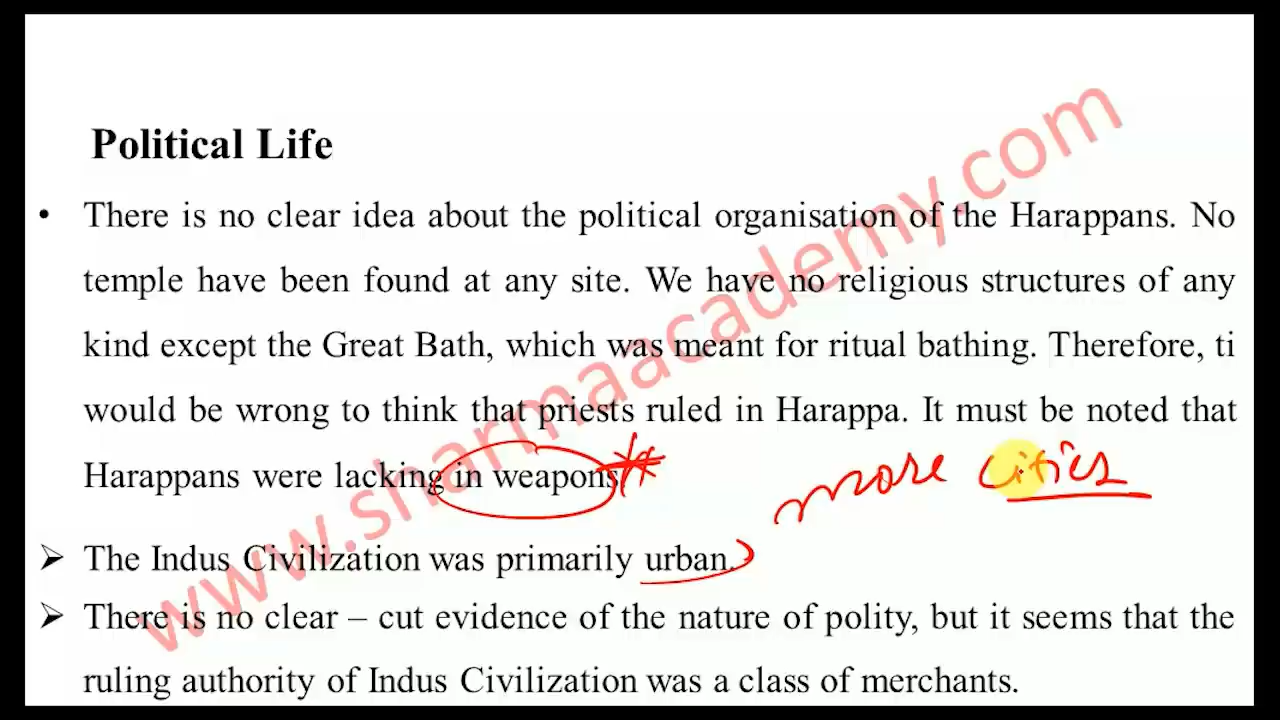 Political Life
• There is no clear idea about the political organisation of the Harappans. No
temple have been found at any site. We have no religious structures of any
kind except the Great Bath, which was meant for ritual bathing. Therefore, ti
would be wrong to think that priests ruled in Harappa. It must be noted that
Harappans were lacking in weapons
more cities
➤ The Indus Civilization was primarily urban.
➤ There is no clear – cut evidence of the nature of polity, but it seems that the
ruling authority of Indus Civilization was a class of merchants.
www.sharmaacademy.com